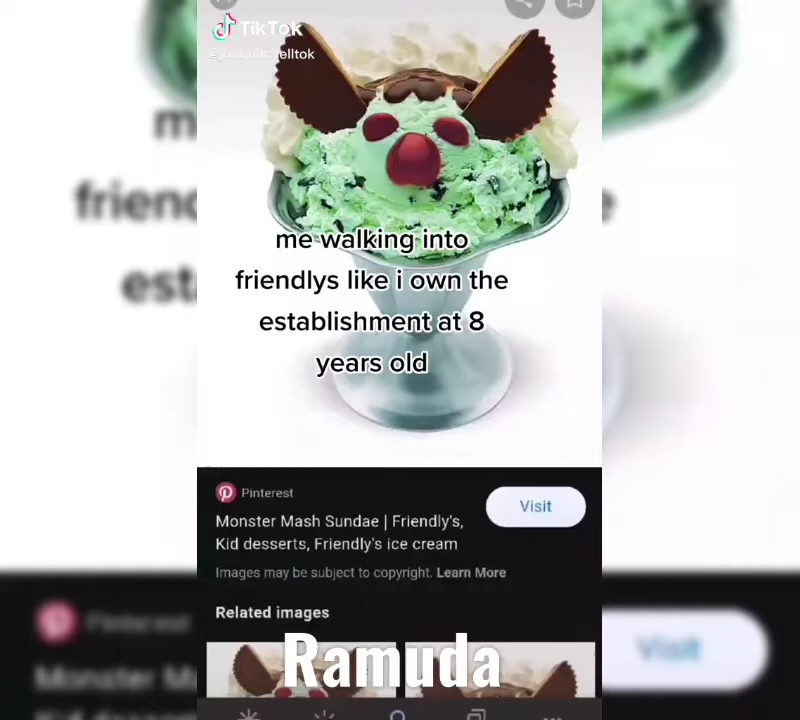 TikTok
me walking into
friendlys like i own the
establishment at 8
years old
Pinterest
Visit
Monster Mash Sundae | Friendly's,
Kid desserts, Friendly's ice cream
Images may be subject to copyright. Learn More
Related images
Ramuda